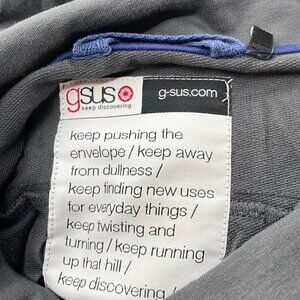 gsus
keep discovering
g-sus.com
keep pushing the
envelope / keep away
from dullness /
keep finding new uses
for everyday things /
keep twisting and
turning / keep running
up that hill /
keep discovering /